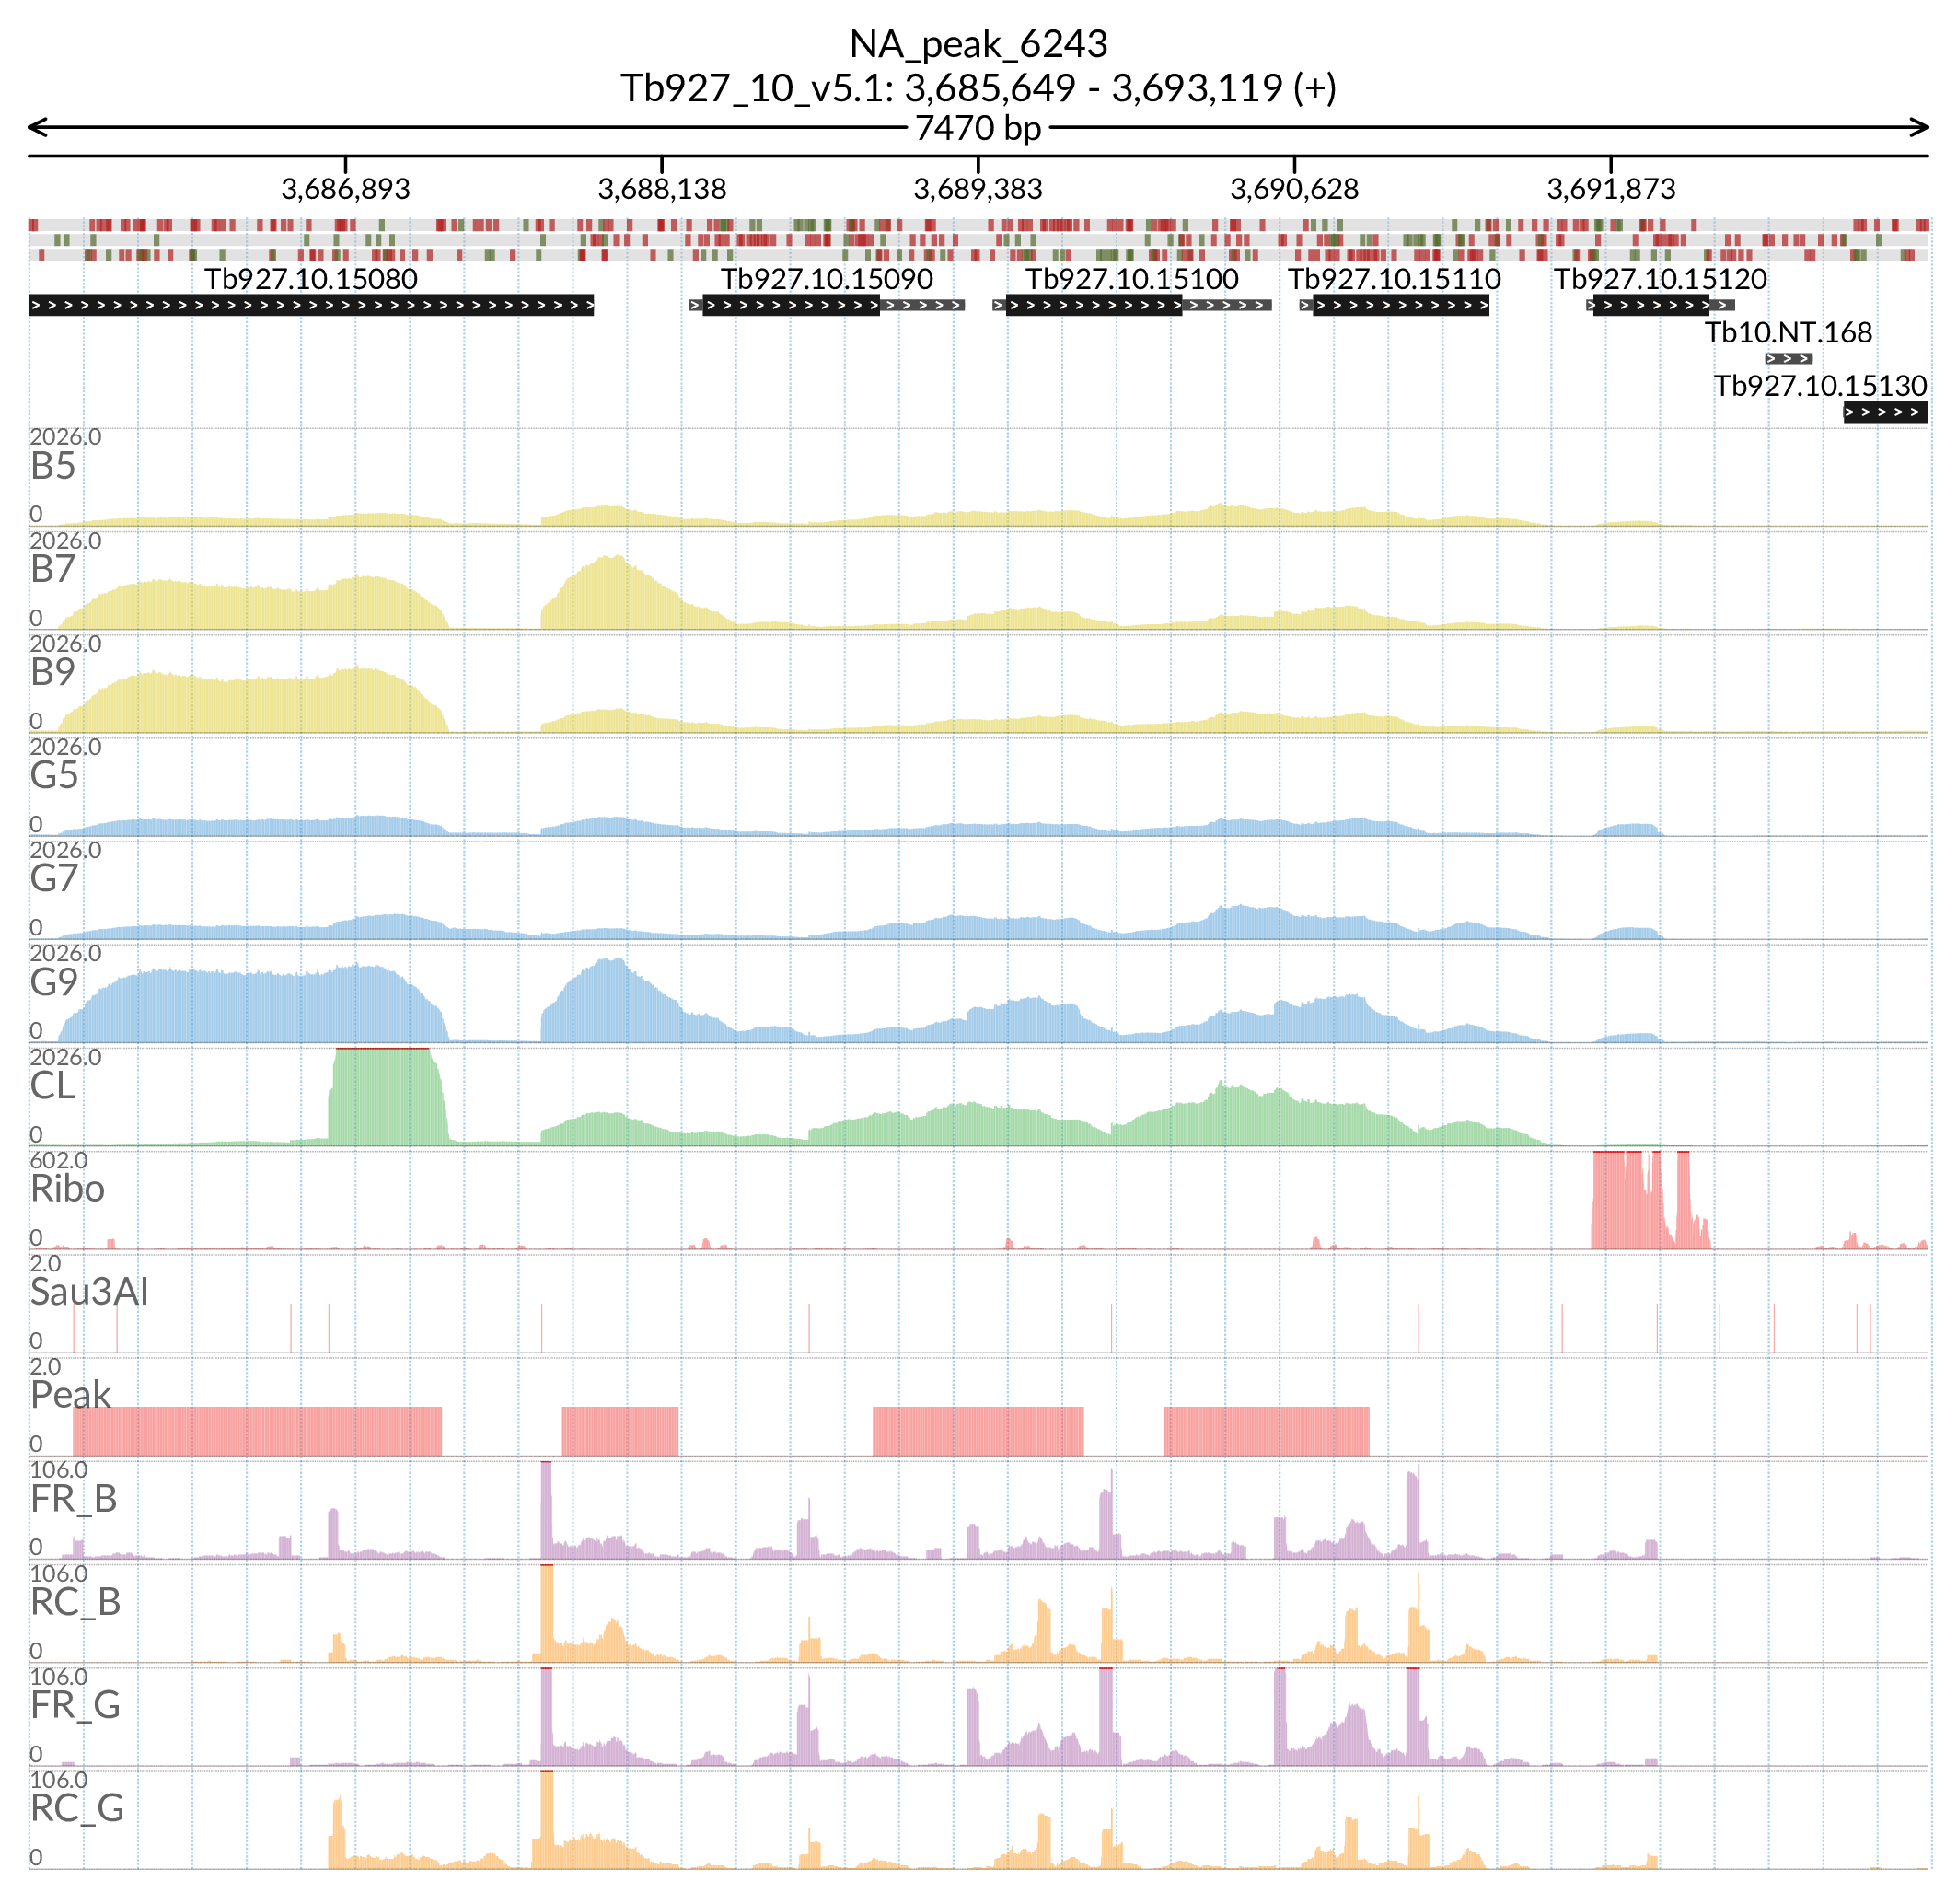 NA_peak_6243
Tb927_10_v5.1: 3,685,649 - 3,693,119 (+)
7470 bp
3,686,893 3,688,138 3,689,383 3,690,628 3,691,873
Tb927.10.15080 Tb927.10.15090 Tb927.10.15100 Tb927.10.15110 Tb927.10.15120
Tb10.NT.168
Tb927.10.15130
2026.0
B5
0
2026.0
B7
0
2026.0
B9
0
2026.0
G5
0
2026.0
G7
0
2026.0
G9
0
2026.0
CL
0
602.0
Ribo
0
2.0
Sau3AI
0
2.0
Peak
0
106.0
FR_B
0
106.0
RC_B
0
106.0
FR_G
0
106.0
RC_G
0